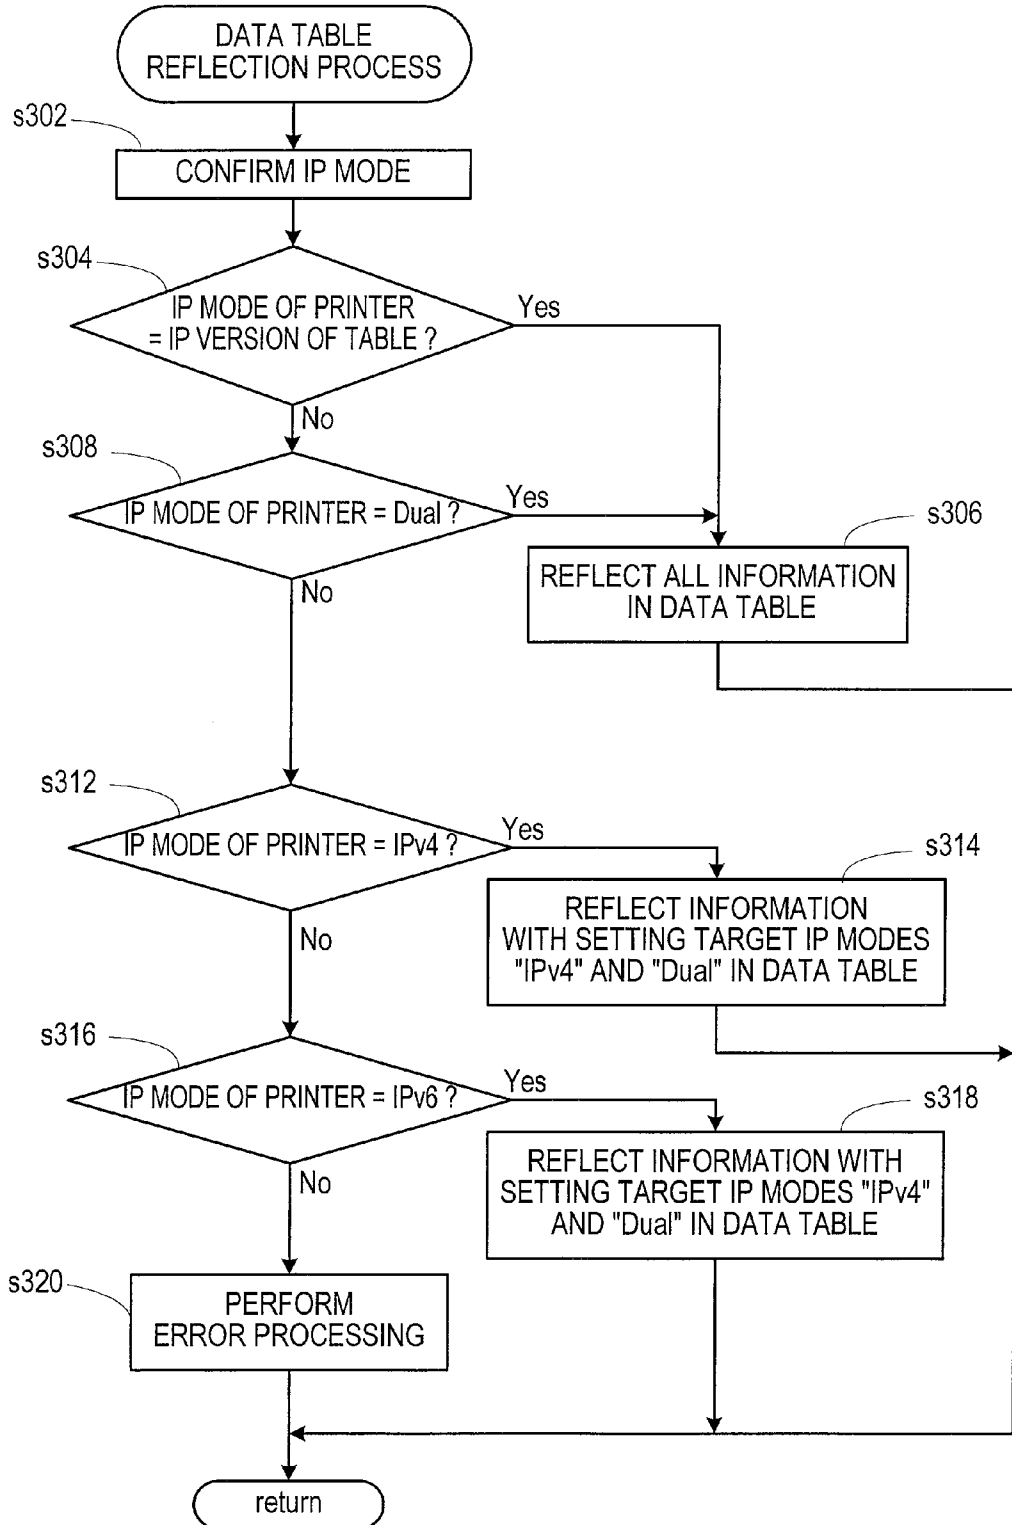 DATA TABLE
REFLECTION PROCESS
s302
CONFIRM IP MODE
s304
IP MODE OF PRINTER
= IP VERSION OF TABLE ?
Yes
No
s308
IP MODE OF PRINTER = Dual ?
Yes
No
s306
REFLECT ALL INFORMATION
IN DATA TABLE
s312
IP MODE OF PRINTER = IPv4 ?
Yes
No
s314
REFLECT INFORMATION
WITH SETTING TARGET IP MODES
"IPv4" AND "Dual" IN DATA TABLE
s316
IP MODE OF PRINTER = IPv6 ?
Yes
No
s318
REFLECT INFORMATION WITH
SETTING TARGET IP MODES "IPv4"
AND "Dual" IN DATA TABLE
s320
PERFORM
ERROR PROCESSING
return